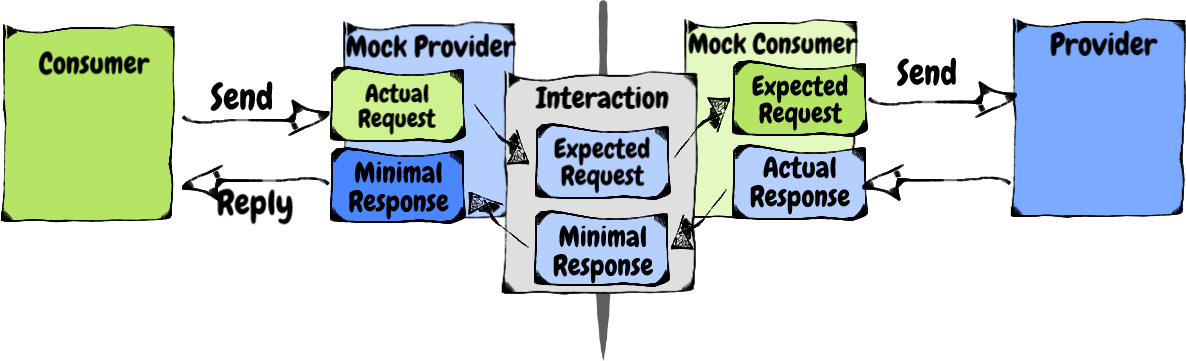 Consumer
Send
Reply
Mock Provider
Actual
Request
Minimal
Response
Interaction
Expected
Request
Minimal
Response
Mock Consumer
Expected
Request
Actual
Response
Send
Provider